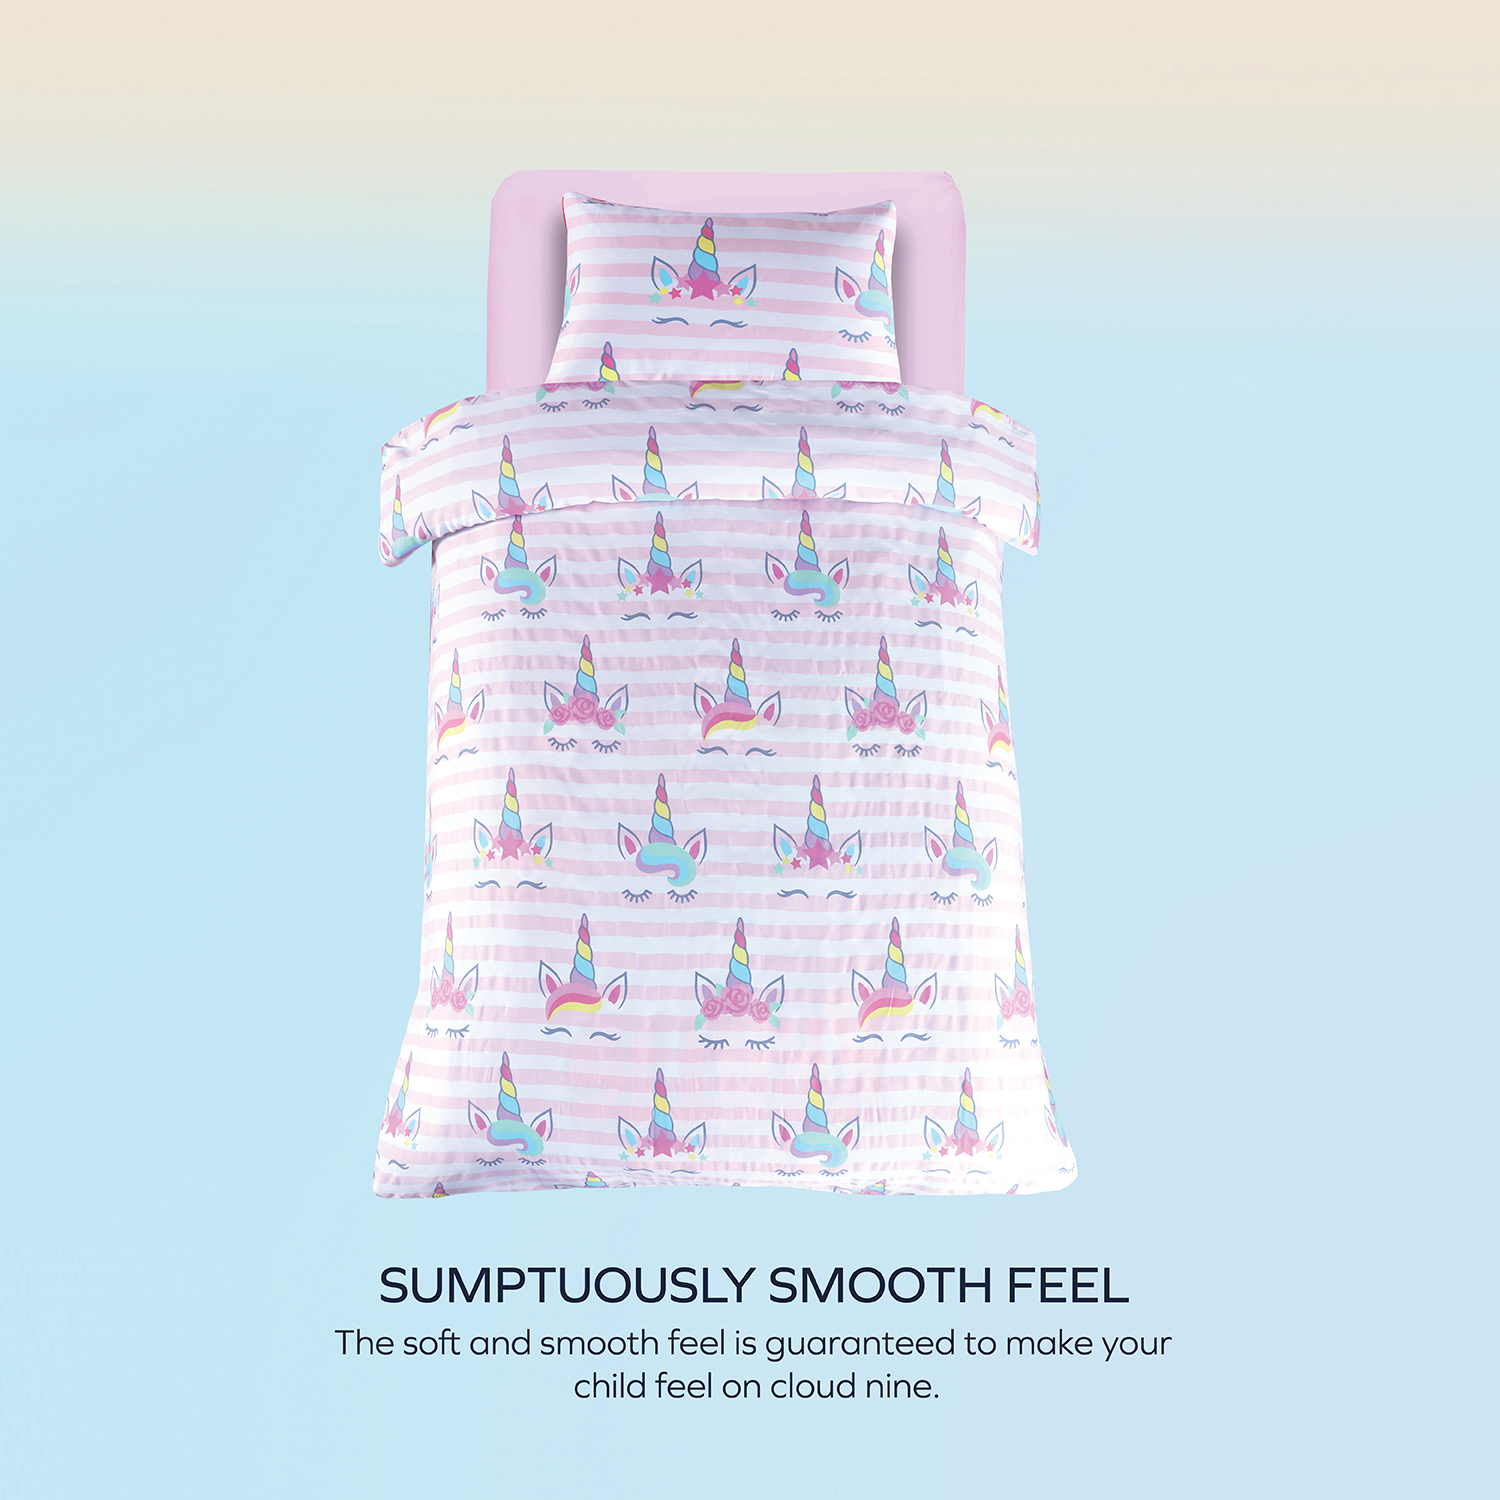 SUMPTUOUSLY SMOOTH FEEL
The soft and smooth feel is guaranteed to make your
child feel on cloud nine.